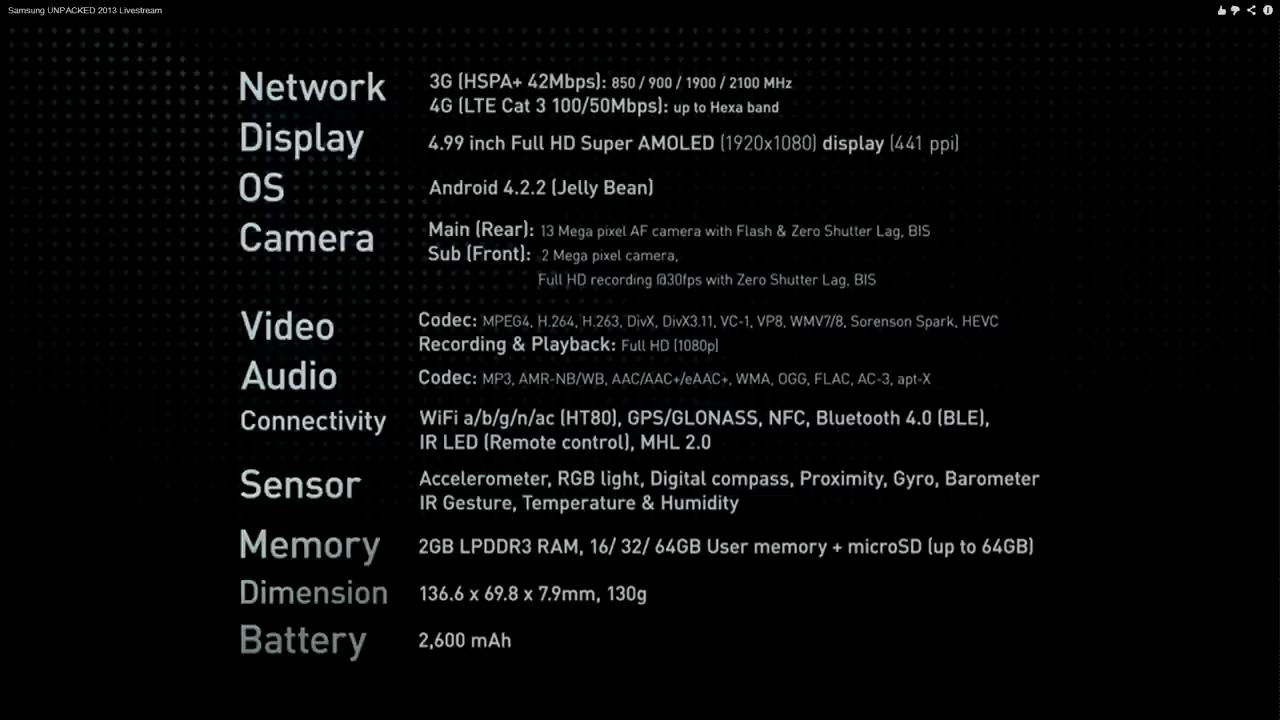 Samsung UNPACKED 2013 Livestream
Network
3G (HSPA+ 42Mbps): 850 / 900 / 1900 / 2100 MHz
4G (LTE Cat 3 100/50Mbps): up to Hexa band
Display
4.99 inch Full HD Super AMOLED (1920x1080) display (441 ppi)
OS
Android 4.2.2 (Jelly Bean)
Camera
Main (Rear): 13 Mega pixel AF camera with Flash & Zero Shutter Lag, BIS
Sub (Front): 2 Mega pixel camera,
Full HD recording @30fps with Zero Shutter Lag, BIS
Video
Codec: MPEG4, H.264, H.263, DivX, DivX3.11, VC-1, VP8, WMV7/8, Sorenson Spark, HEVC
Recording & Playback: Full HD (1080p)
Audio
Codec: MP3, AMR-NB/WB, AAC/AAC+/eAAC+, WMA, OGG, FLAC, AC-3, apt-X
Connectivity
WiFi a/b/g/n/ac (HT80), GPS/GLONASS, NFC, Bluetooth 4.0 (BLE),
IR LED (Remote control), MHL 2.0
Sensor
Accelerometer, RGB light, Digital compass, Proximity, Gyro, Barometer
IR Gesture, Temperature & Humidity
Memory
2GB LPDDR3 RAM, 16/ 32/ 64GB User memory + microSD (up to 64GB)
Dimension
136.6 x 69.8 x 7.9mm, 130g
Battery
2,600 mAh